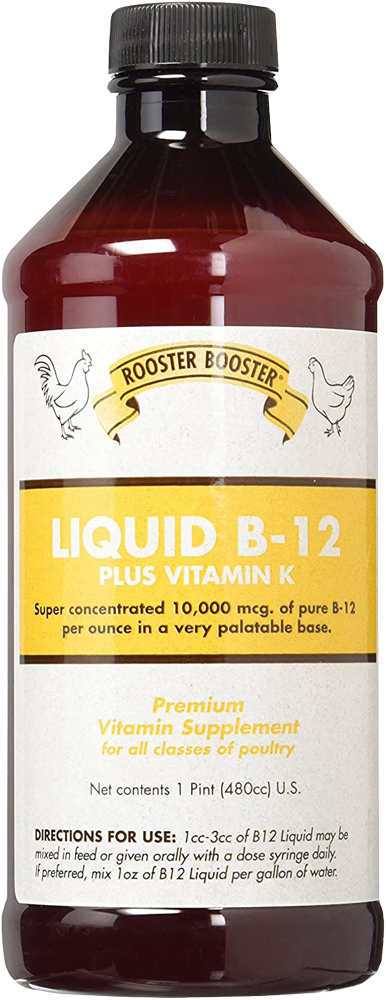 ROOSTER BOOSTER®
LIQUID B-12
PLUS VITAMIN K
Super concentrated 10,000 mcg. of pure B-12
per ounce in a very palatable base.
Premium
Vitamin Supplement
for all classes of poultry
Net contents 1 Pint (480cc) U.S.
DIRECTIONS FOR USE: 1cc-3cc of B12 Liquid may be
mixed in feed or given orally with a dose syringe daily.
If preferred, mix 1oz of B12 Liquid per gallon of water.